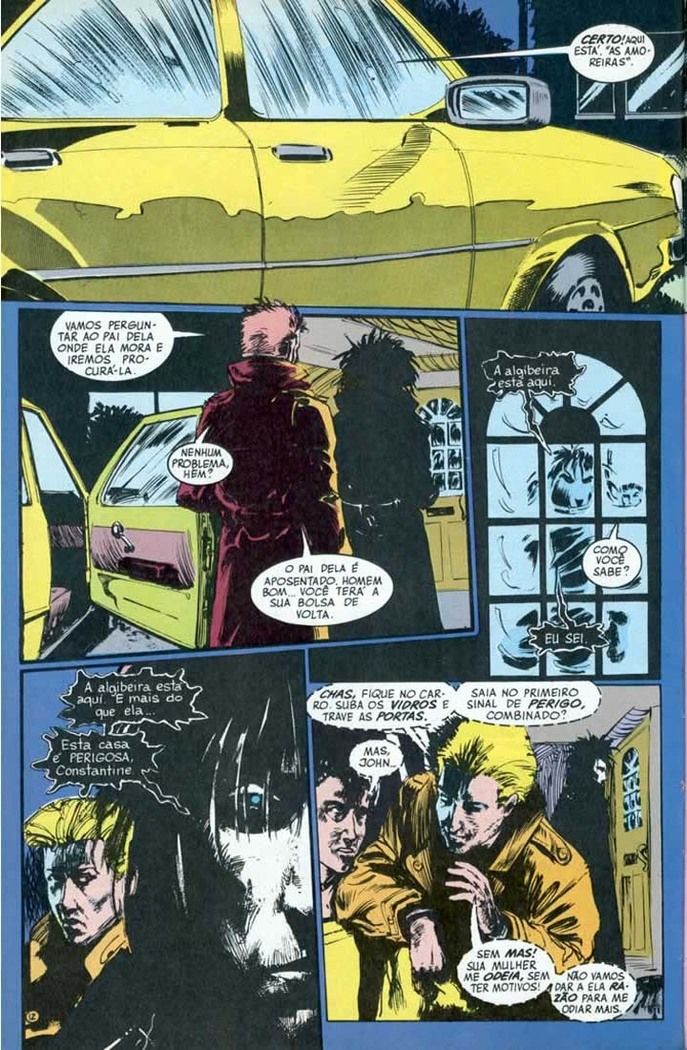 CERTO! AQUI
ESTÁ. "AS AMO-
REIRAS".
VAMOS PERGUN-
TAR AO PAI DELA
ONDE ELA MORA E
IREMOS PRO-
CURÁ-LA.
NENHUM
PROBLEMA,
HEM?
O PAI DELA É
APOSENTADO. HOMEM
BOM... VOCÊ TERÁ A
SUA BOLSA DE
VOLTA.
A algibeira
está aqui.
COMO
VOCÊ
SABE?
EU SEI.
A algibeira está
aqui. E mais do
que ela...
Esta casa
é PERIGOSA,
Constantine.
CHAS, FIQUE NO CAR-
RO. SUBA OS VIDROS E
TRAVE AS PORTAS.
SAIA NO PRIMEIRO
SINAL DE PERIGO,
COMBINADO?
MAS,
JOHN...
SEM MAS!
SUA MULHER
ME ODEIA, SEM
TER MOTIVOS!
NÃO VAMOS
DAR A ELA RA-
ZÃO PARA ME
ODIAR MAIS.
12